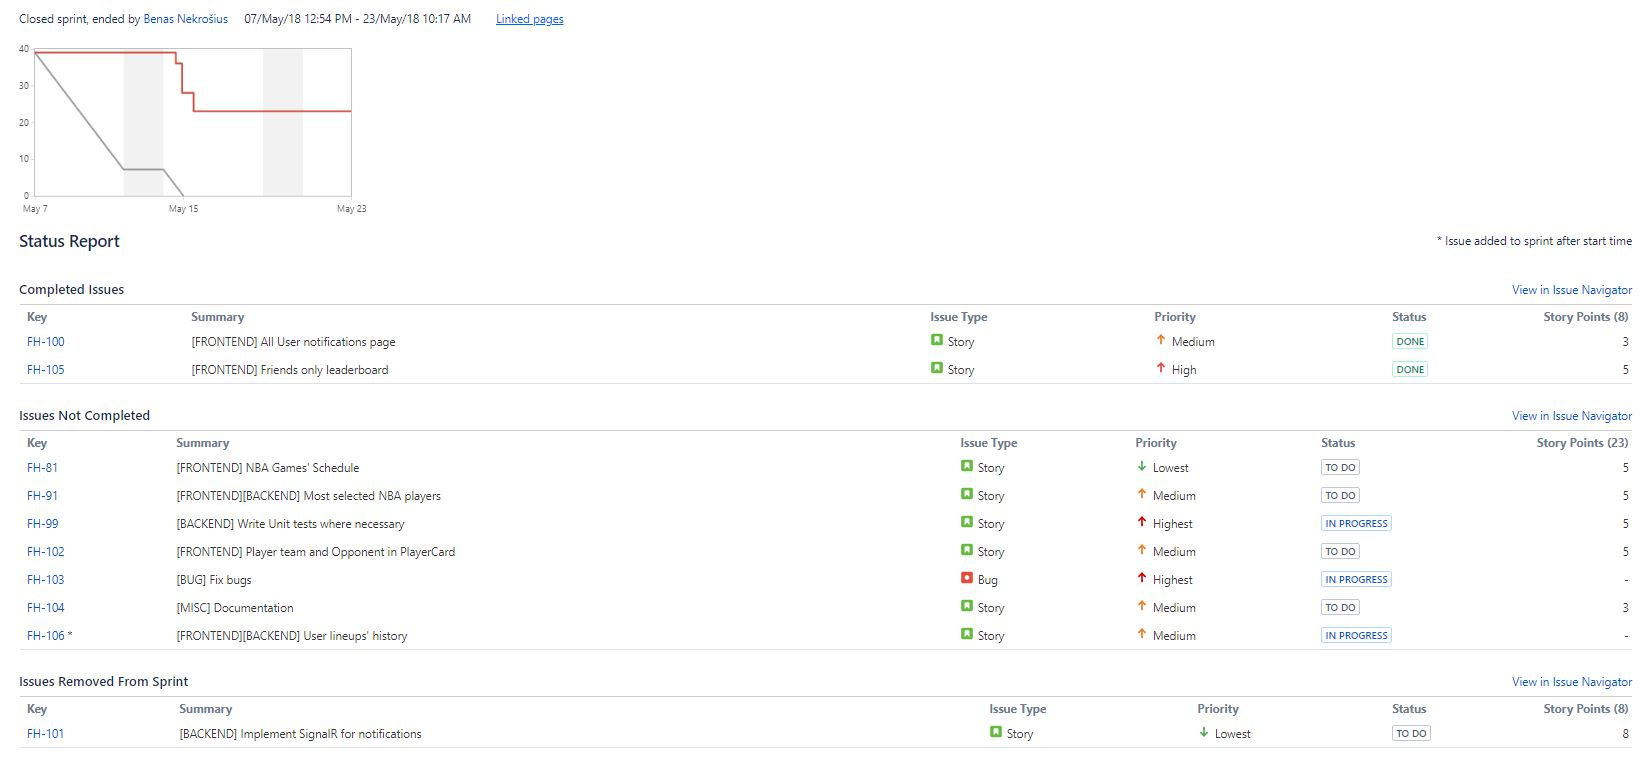 Closed sprint, ended by Benas Nekrošius 07/May/18 12:54 PM - 23/May/18 10:17 AM Linked pages
40
30
20
10
0
May 7 May 15 May 23
Status Report * Issue added to sprint after start time
Completed Issues View in Issue Navigator
Key Summary Issue Type Priority Status Story Points (8)
FH-100 [FRONTEND] All User notifications page Story Medium DONE 3
FH-105 [FRONTEND] Friends only leaderboard Story High DONE 5
Issues Not Completed View in Issue Navigator
Key Summary Issue Type Priority Status Story Points (23)
FH-81 [FRONTEND] NBA Games' Schedule Story Lowest TO DO 5
FH-91 [FRONTEND][BACKEND] Most selected NBA players Story Medium TO DO 5
FH-99 [BACKEND] Write Unit tests where necessary Story Highest IN PROGRESS 5
FH-102 [FRONTEND] Player team and Opponent in PlayerCard Story Medium TO DO 5
FH-103 [BUG] Fix bugs Bug Highest IN PROGRESS -
FH-104 [MISC] Documentation Story Medium TO DO 3
FH-106 * [FRONTEND][BACKEND] User lineups' history Story Medium IN PROGRESS -
Issues Removed From Sprint View in Issue Navigator
Key Summary Issue Type Priority Status Story Points (8)
FH-101 [BACKEND] Implement SignalR for notifications Story Lowest TO DO 8